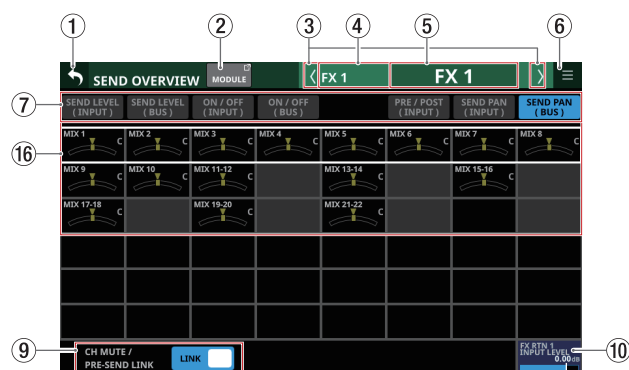 ① ② ③ ④ ⑤ ⑥
SEND OVERVIEW MODULE FX 1 FX 1
⑦
SEND LEVEL (INPUT) SEND LEVEL (BUS) ON / OFF (INPUT) ON / OFF (BUS) PRE / POST (INPUT) SEND PAN (INPUT) SEND PAN (BUS)
⑯
MIX 1 C MIX 2 C MIX 3 C MIX 4 C MIX 5 C MIX 6 C MIX 7 C MIX 8 C
MIX 9 C MIX 10 C MIX 11-12 C MIX 13-14 C MIX 15-16 C
MIX 17-18 C MIX 19-20 C MIX 21-22 C
⑨
CH MUTE /
PRE-SEND LINK
LINK
FX RTN 1
INPUT LEVEL
0.00dB
⑩